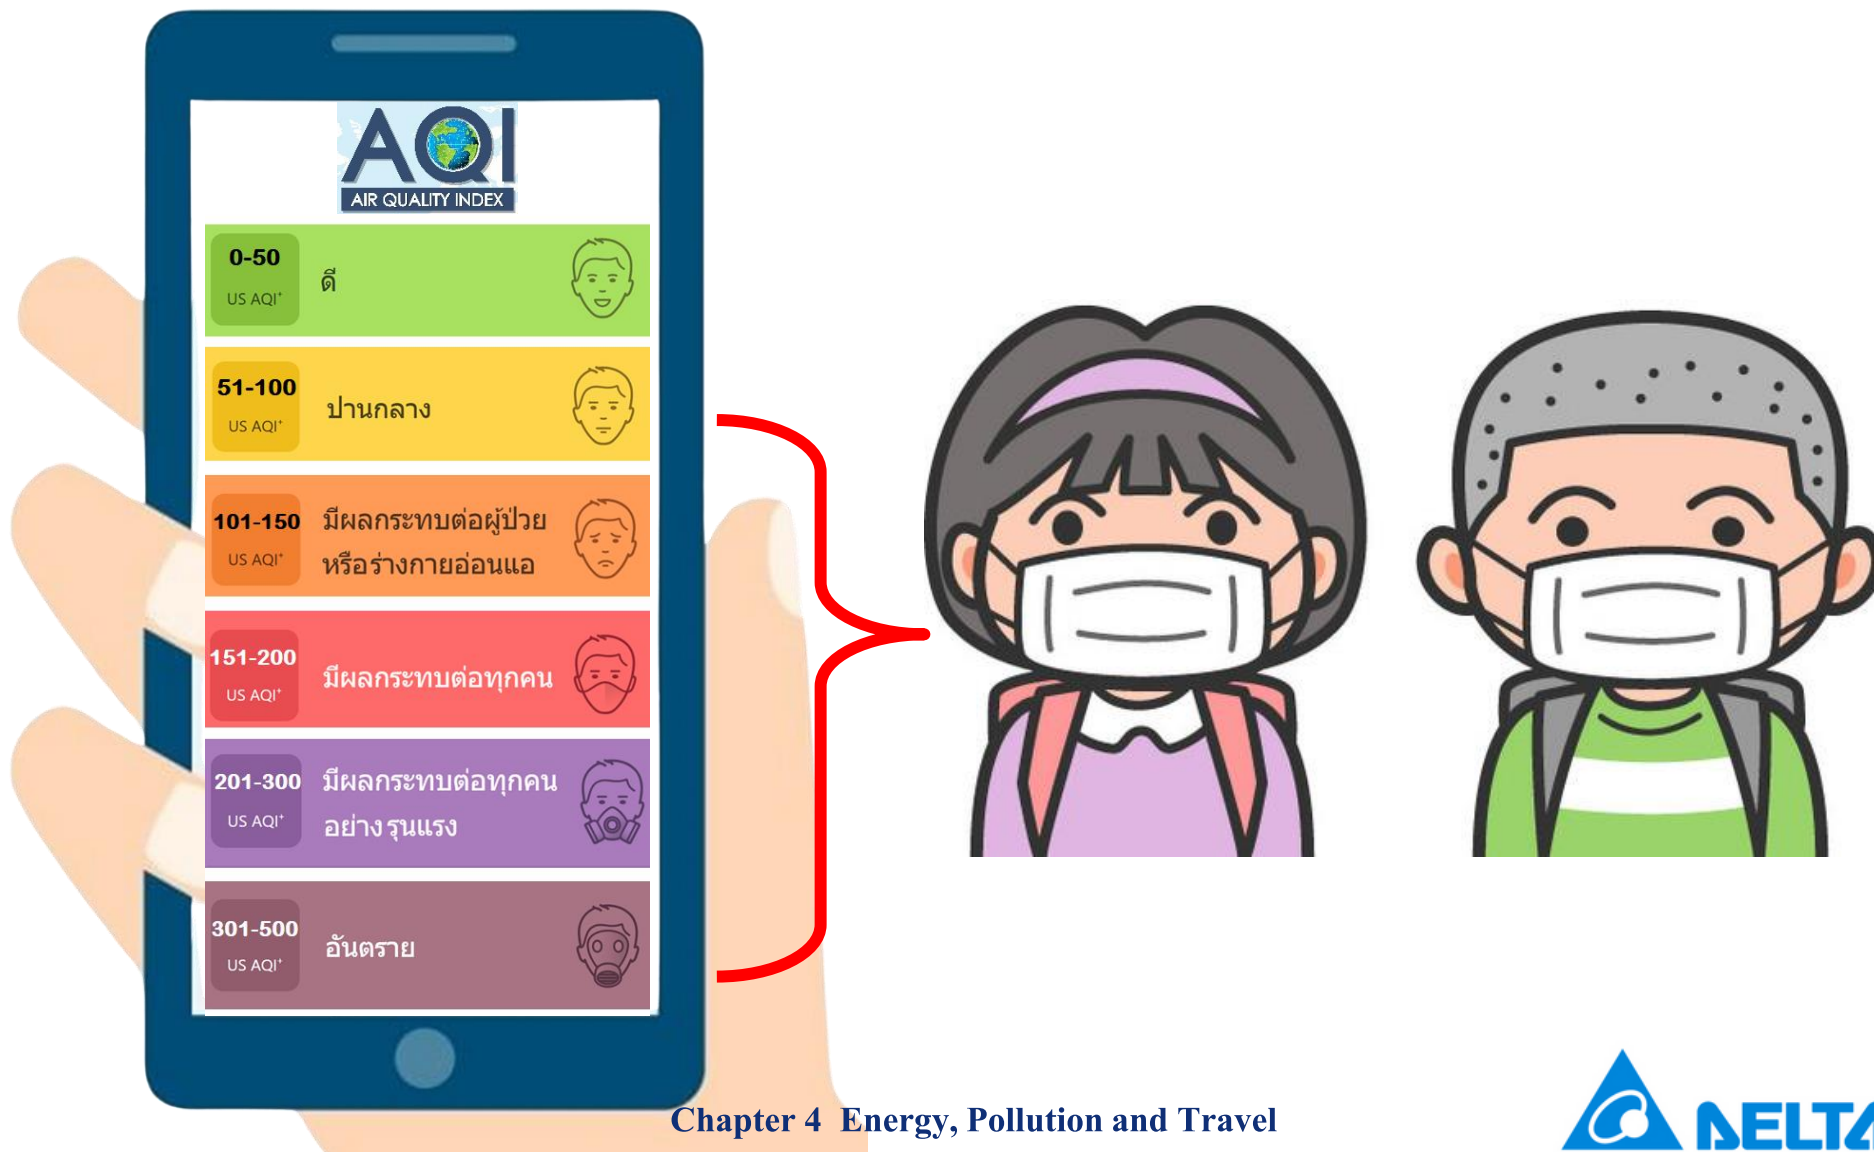 AQI
AIR QUALITY INDEX
0-50
US AQI⁺
ดี
51-100
US AQI⁺
ปานกลาง
101-150
US AQI⁺
มีผลกระทบต่อผู้ป่วย
หรือร่างกายอ่อนแอ
151-200
US AQI⁺
มีผลกระทบต่อทุกคน
201-300
US AQI⁺
มีผลกระทบต่อทุกคน
อย่างรุนแรง
301-500
US AQI⁺
อันตราย
Chapter 4 Energy, Pollution and Travel
DELTA